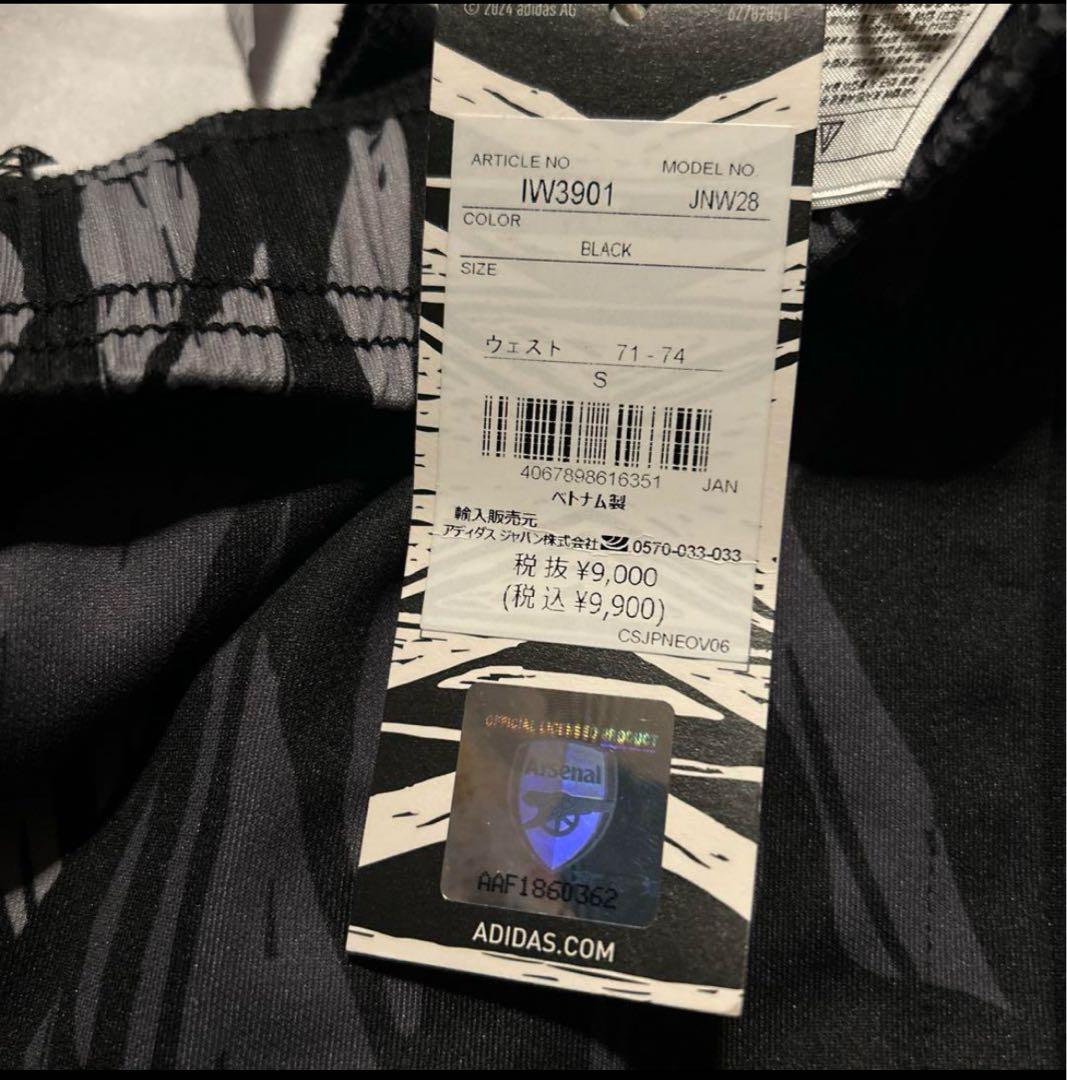 © 2024 adidas AG
62782851
ARTICLE NO
MODEL NO.
IW3901
JNW28
COLOR
BLACK
SIZE
ウェスト 71 - 74
S
4067898616351 JAN
ベトナム製
輸入販売元
アディダス ジャパン株式会社 0570-033-033
税抜 ¥9,000
(税込 ¥9,900)
CSJPNEOV06
OFFICIAL LICENSED PRODUCT
Arsenal
AAF1860362
ADIDAS.COM